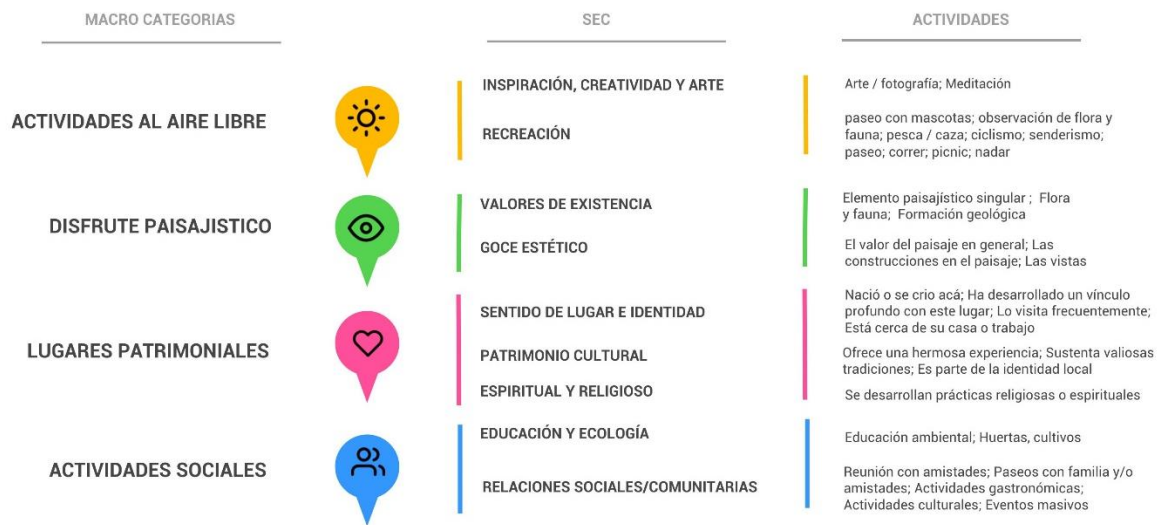 MACRO CATEGORIAS
SEC
ACTIVIDADES
ACTIVIDADES AL AIRE LIBRE
INSPIRACIÓN, CREATIVIDAD Y ARTE
Arte / fotografía; Meditación
RECREACIÓN
paseo con mascotas; observación de flora y
fauna; pesca / caza; ciclismo; senderismo;
paseo; correr; picnic; nadar
DISFRUTE PAISAJISTICO
VALORES DE EXISTENCIA
Elemento paisajístico singular ; Flora
y fauna; Formación geológica
GOCE ESTÉTICO
El valor del paisaje en general; Las
construcciones en el paisaje; Las vistas
LUGARES PATRIMONIALES
SENTIDO DE LUGAR E IDENTIDAD
Nació o se crio acá; Ha desarrollado un vínculo
profundo con este lugar; Lo visita frecuentemente;
Está cerca de su casa o trabajo
PATRIMONIO CULTURAL
Ofrece una hermosa experiencia; Sustenta valiosas
tradiciones; Es parte de la identidad local
ESPIRITUAL Y RELIGIOSO
Se desarrollan prácticas religiosas o espirituales
ACTIVIDADES SOCIALES
EDUCACIÓN Y ECOLOGÍA
Educación ambiental; Huertas, cultivos
RELACIONES SOCIALES/COMUNITARIAS
Reunión con amistades; Paseos con familia y/o
amistades; Actividades gastronómicas;
Actividades culturales; Eventos masivos